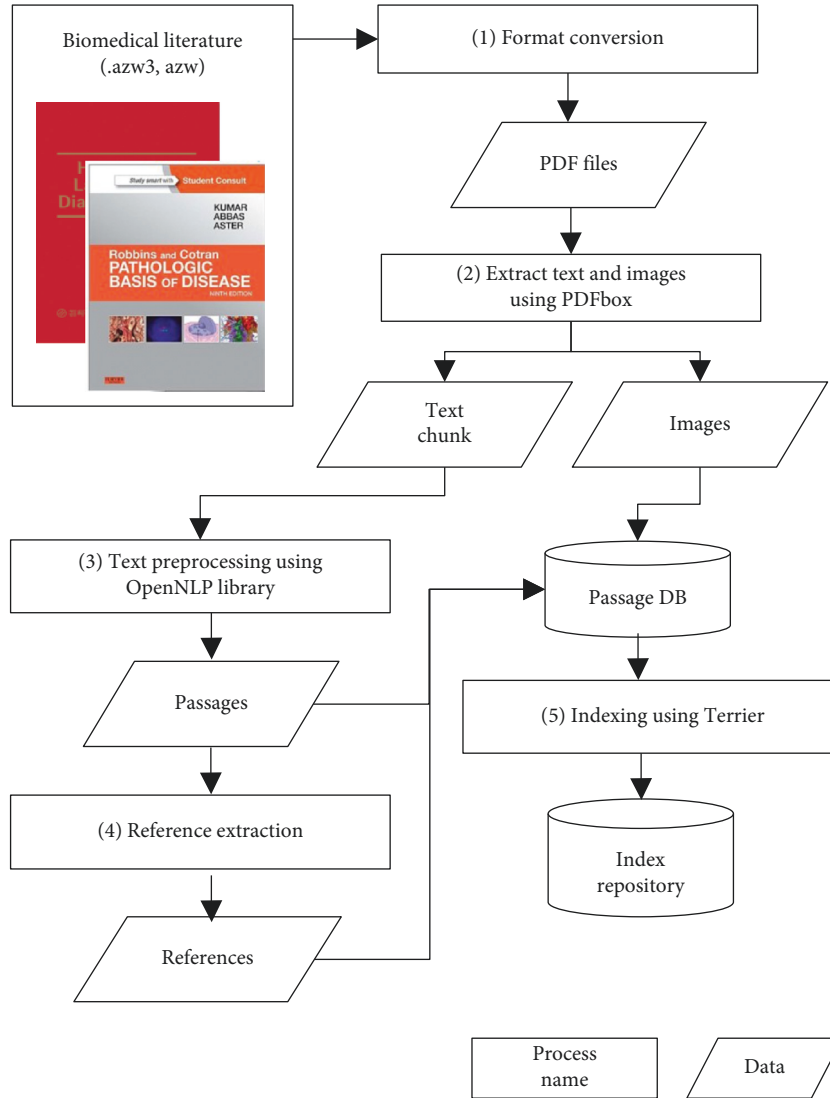 Biomedical literature
(.azw3, azw)
Study smart with Student Consult
KUMAR
ABBAS
ASTER
Robbins and Cotran
PATHOLOGIC
BASIS OF DISEASE
NINTH EDITION
(1) Format conversion
PDF files
(2) Extract text and images
using PDFbox
Text
chunk
Images
(3) Text preprocessing using
OpenNLP library
Passage DB
Passages
(5) Indexing using Terrier
(4) Reference extraction
Index
repository
References
Process
name
Data